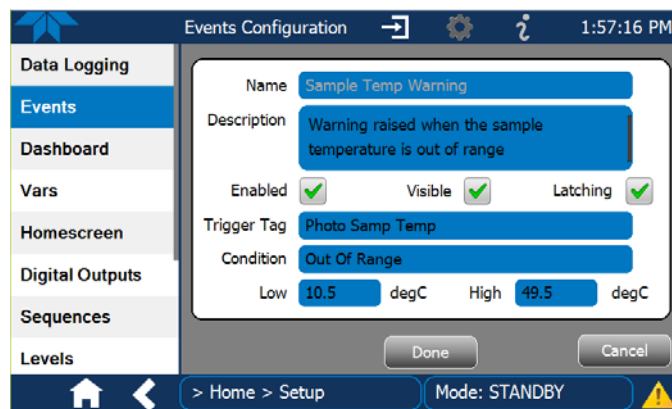 Events Configuration
1:57:16 PM
Data Logging
Events
Dashboard
Vars
Homescreen
Digital Outputs
Sequences
Levels
Name Sample Temp Warning
Description Warning raised when the sample
temperature is out of range
Enabled Visible Latching
Trigger Tag Photo Samp Temp
Condition Out Of Range
Low 10.5 degC High 49.5 degC
Done Cancel
> Home > Setup Mode: STANDBY